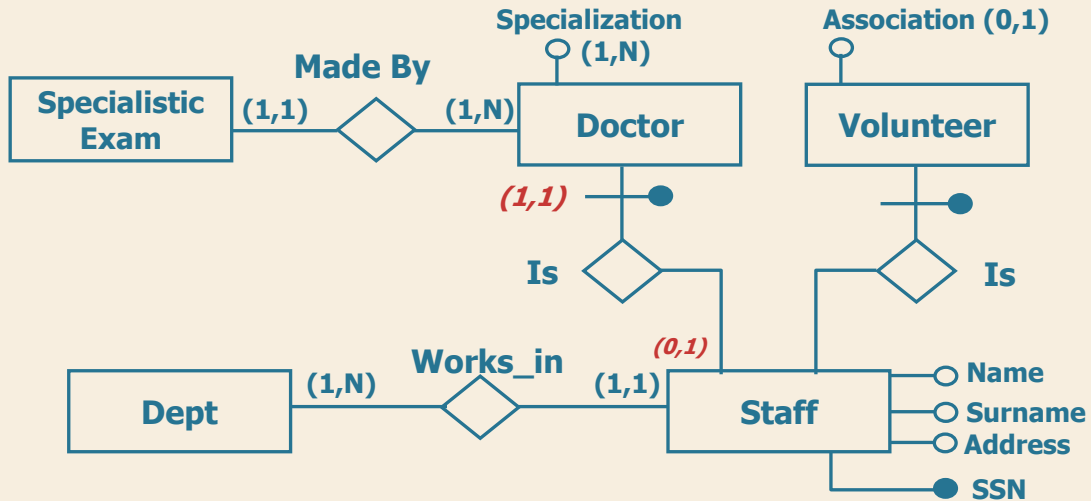 Specialization
(1,N)
Association (0,1)
Made By
Specialistic
Exam
(1,1)
(1,N)
Doctor
Volunteer
(1,1)
Is
Is
(0,1)
Works_in
Dept
(1,N)
(1,1)
Staff
Name
Surname
Address
SSN